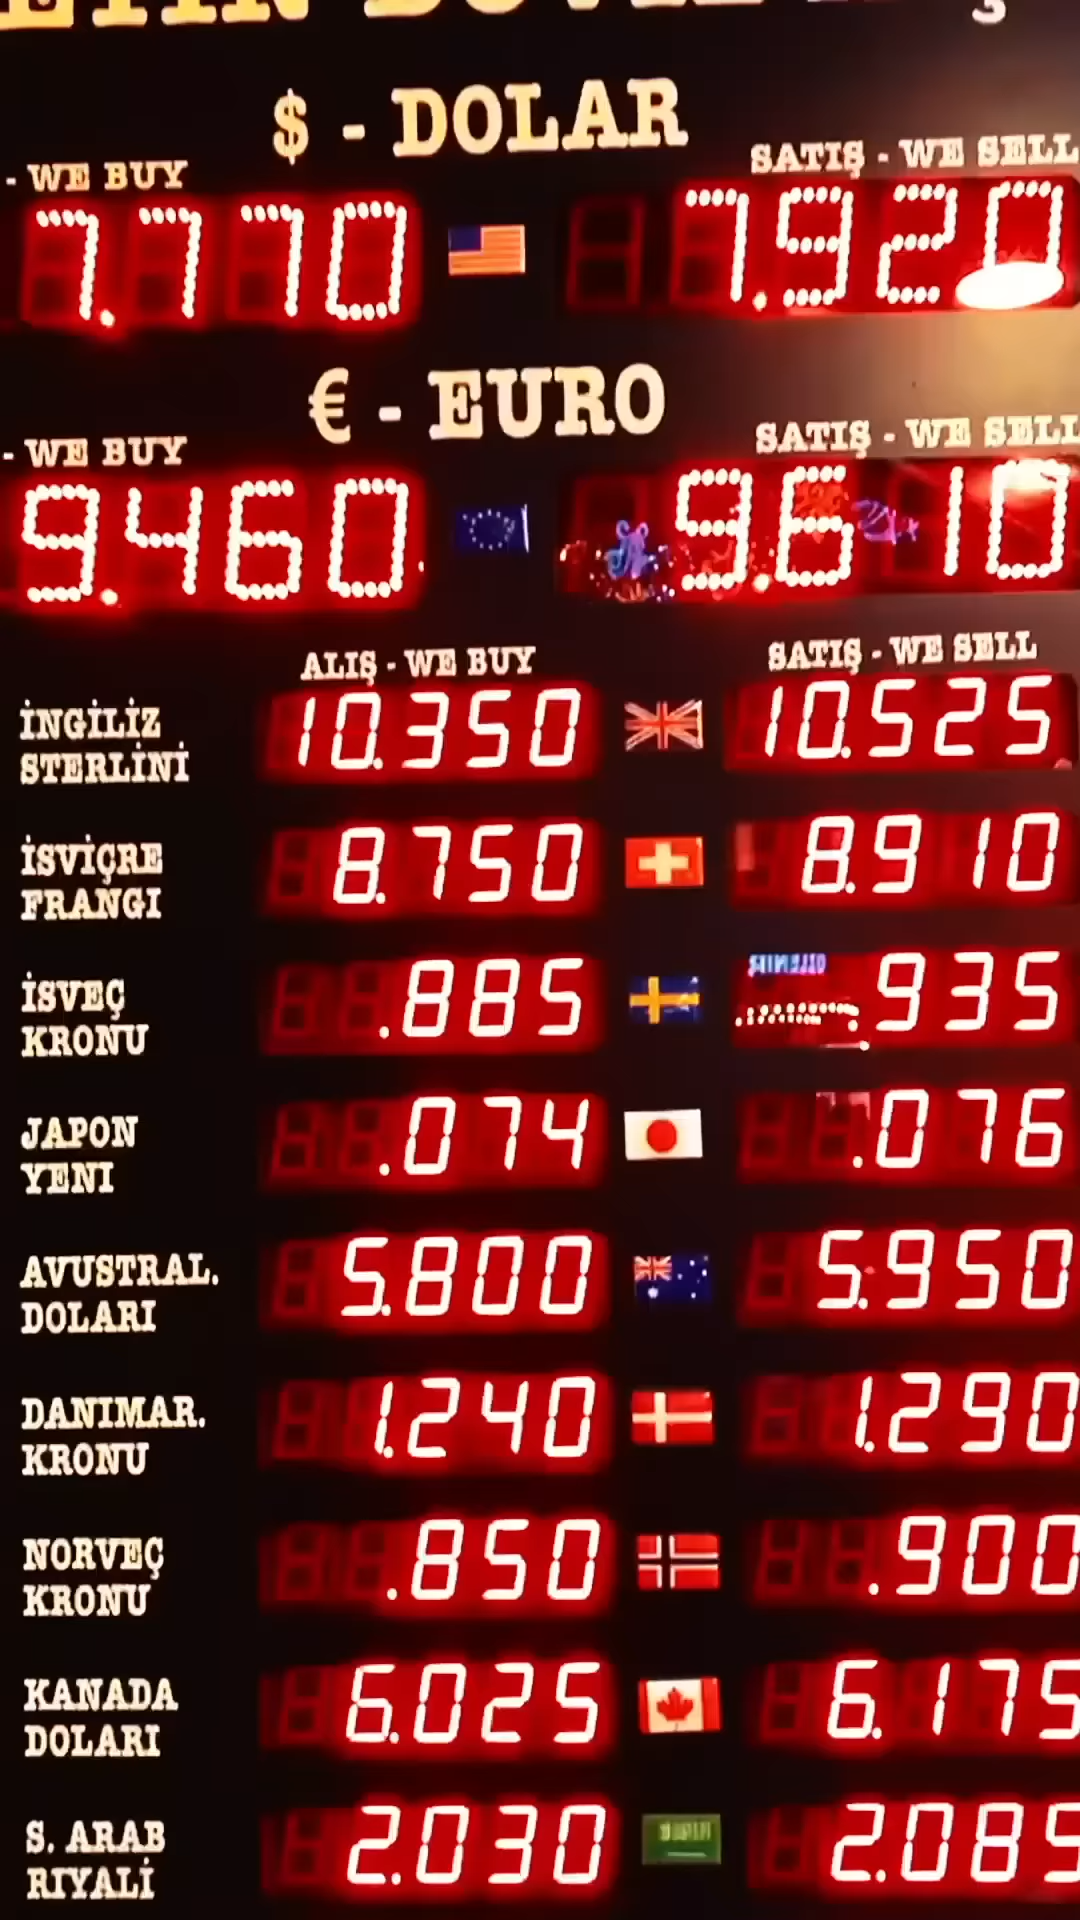 $ - DOLAR
- WE BUY SATIŞ - WE SELL
7.770 7.920
€ - EURO
- WE BUY SATIŞ - WE SELL
9.460 9.610
ALIŞ - WE BUY SATIŞ - WE SELL
İNGİLİZ STERLİNİ 10.350 10.525
İSVİÇRE FRANGI 8.750 8.910
İSVEÇ KRONU .885 .935
JAPON YENI .074 .076
AVUSTRAL. DOLARI 5.800 5.950
DANIMAR. KRONU 1.240 1.290
NORVEÇ KRONU .850 .900
KANADA DOLARI 6.025 6.175
S. ARAB RIYALİ 2.030 2.085